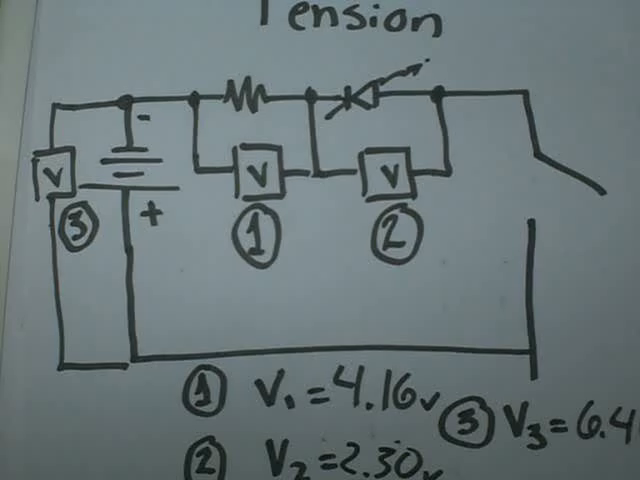 Tension
-
V
V
V
+
③
①
②
① V₁=4.16v
③ V₃=6.4
② V₂=2.30v